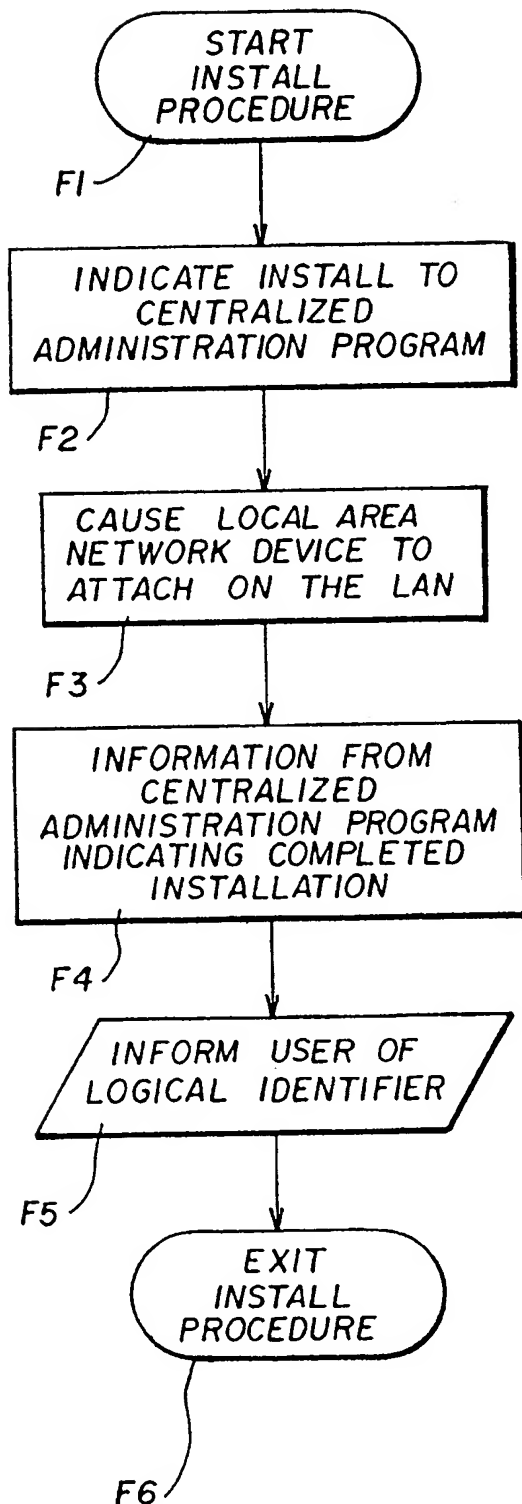 START
INSTALL
PROCEDURE
F1
INDICATE INSTALL TO
CENTRALIZED
ADMINISTRATION PROGRAM
F2
CAUSE LOCAL AREA
NETWORK DEVICE TO
ATTACH ON THE LAN
F3
INFORMATION FROM
CENTRALIZED
ADMINISTRATION PROGRAM
INDICATING COMPLETED
INSTALLATION
F4
INFORM USER OF
LOGICAL IDENTIFIER
F5
EXIT
INSTALL
PROCEDURE
F6